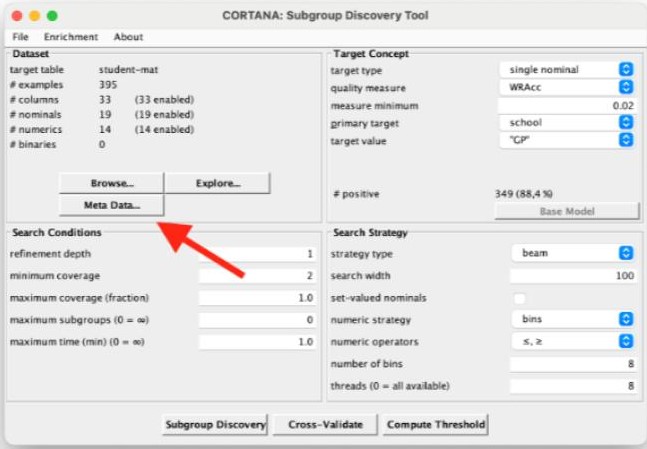 CORTANA: Subgroup Discovery Tool
File Enrichment About
Dataset
target table student-mat
# examples 395
# columns 33 (33 enabled)
# nominals 19 (19 enabled)
# numerics 14 (14 enabled)
# binaries 0
Browse... Explore...
Meta Data...
Target Concept
target type single nominal
quality measure WRAcc
measure minimum 0.02
primary target school
target value "GP"
# positive 349 (88,4 %)
Base Model
Search Conditions
refinement depth 1
minimum coverage 2
maximum coverage (fraction) 1.0
maximum subgroups (0 = ∞) 0
maximum time (min) (0 = ∞) 1.0
Search Strategy
strategy type beam
search width 100
set-valued nominals
numeric strategy bins
numeric operators ≤, ≥
number of bins 8
threads (0 = all available) 8
Subgroup Discovery Cross-Validate Compute Threshold